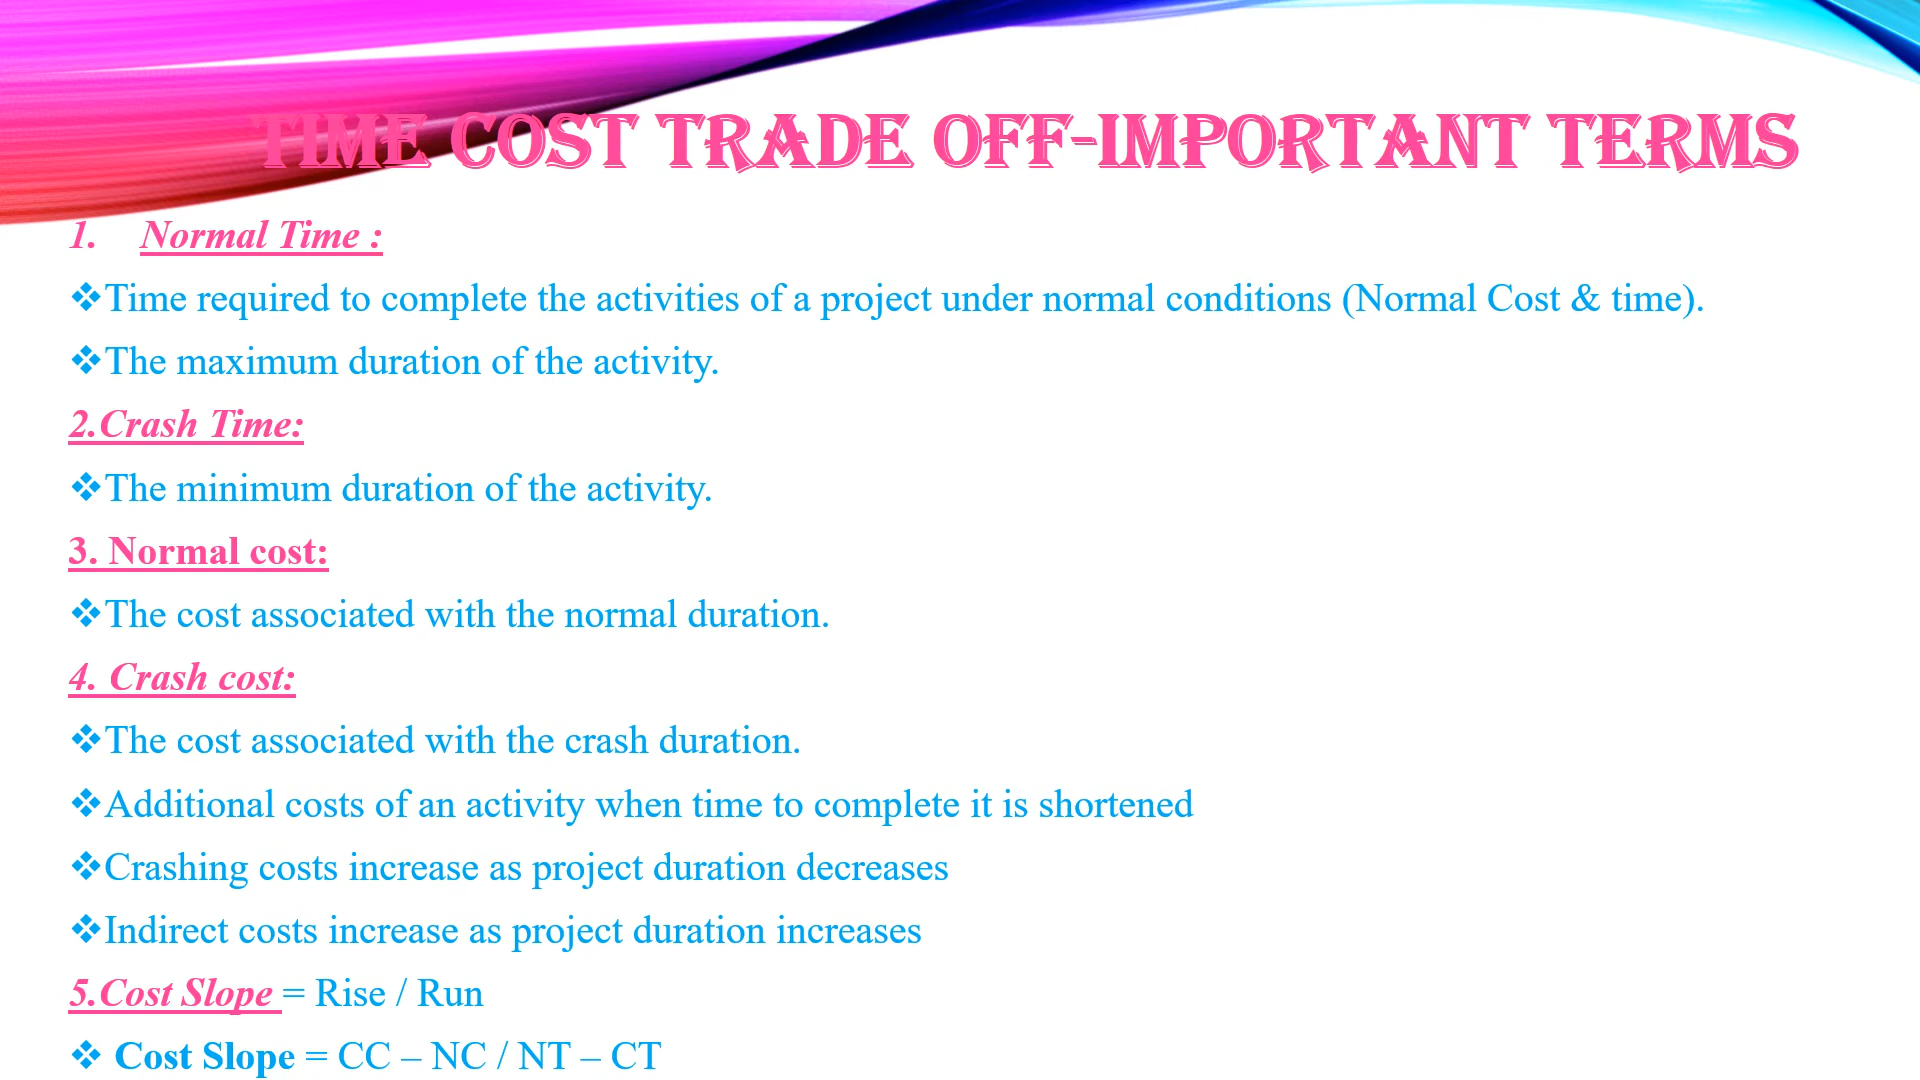 TIME COST TRADE OFF-IMPORTANT TERMS
1. Normal Time :
❖Time required to complete the activities of a project under normal conditions (Normal Cost & time).
❖The maximum duration of the activity.
2.Crash Time:
❖The minimum duration of the activity.
3. Normal cost:
❖The cost associated with the normal duration.
4. Crash cost:
❖The cost associated with the crash duration.
❖Additional costs of an activity when time to complete it is shortened
❖Crashing costs increase as project duration decreases
❖Indirect costs increase as project duration increases
5.Cost Slope = Rise / Run
❖ Cost Slope = CC – NC / NT – CT